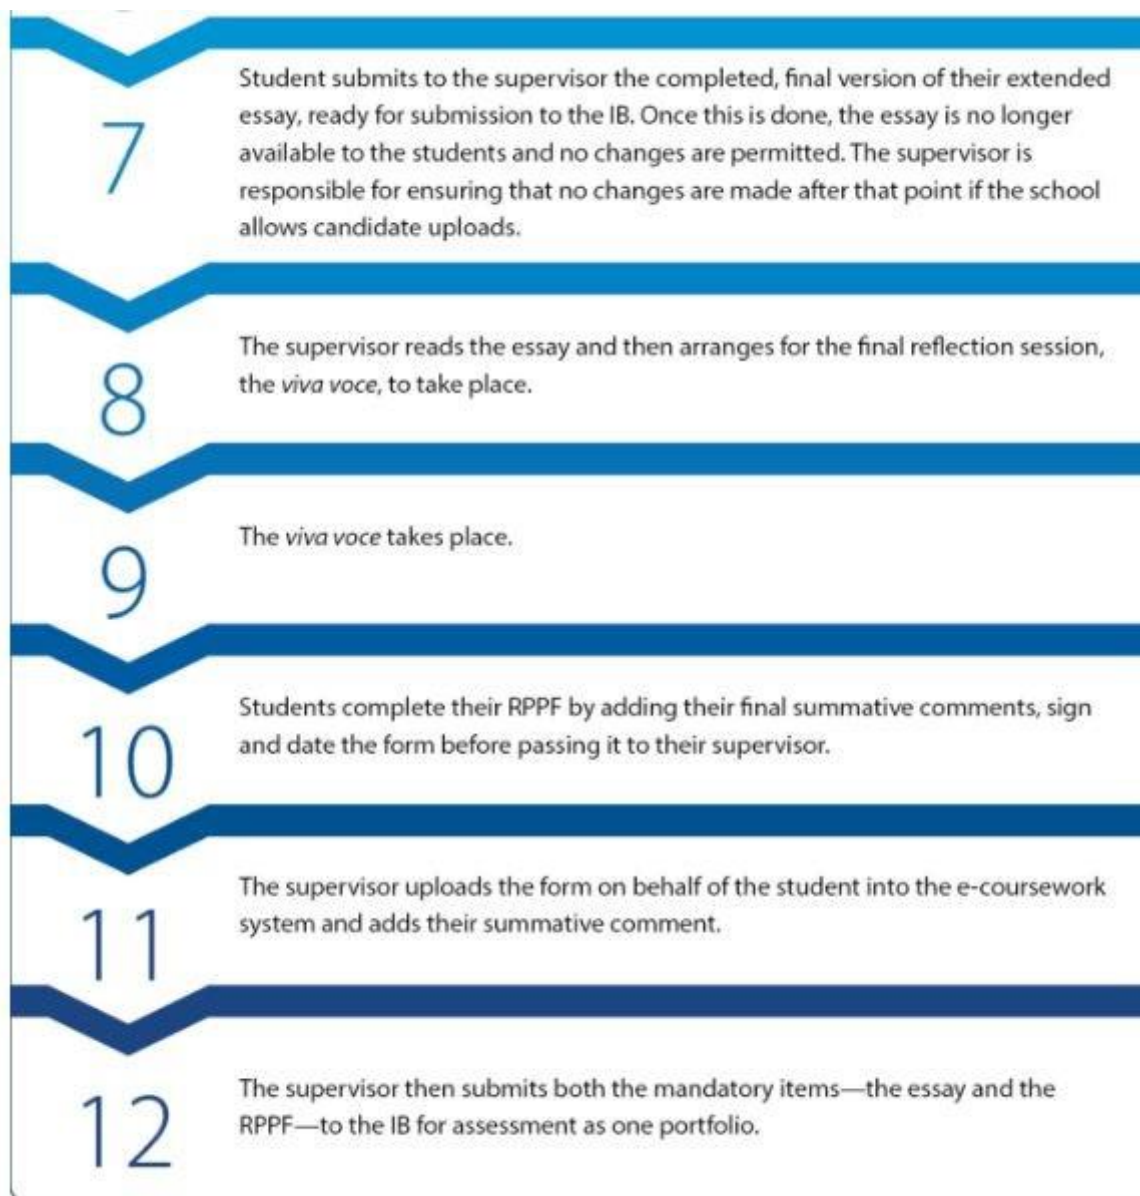 7
Student submits to the supervisor the completed, final version of their extended
essay, ready for submission to the IB. Once this is done, the essay is no longer
available to the students and no changes are permitted. The supervisor is
responsible for ensuring that no changes are made after that point if the school
allows candidate uploads.
8
The supervisor reads the essay and then arranges for the final reflection session,
the viva voce, to take place.
9
The viva voce takes place.
10
Students complete their RPPF by adding their final summative comments, sign
and date the form before passing it to their supervisor.
11
The supervisor uploads the form on behalf of the student into the e-coursework
system and adds their summative comment.
12
The supervisor then submits both the mandatory items—the essay and the
RPPF—to the IB for assessment as one portfolio.